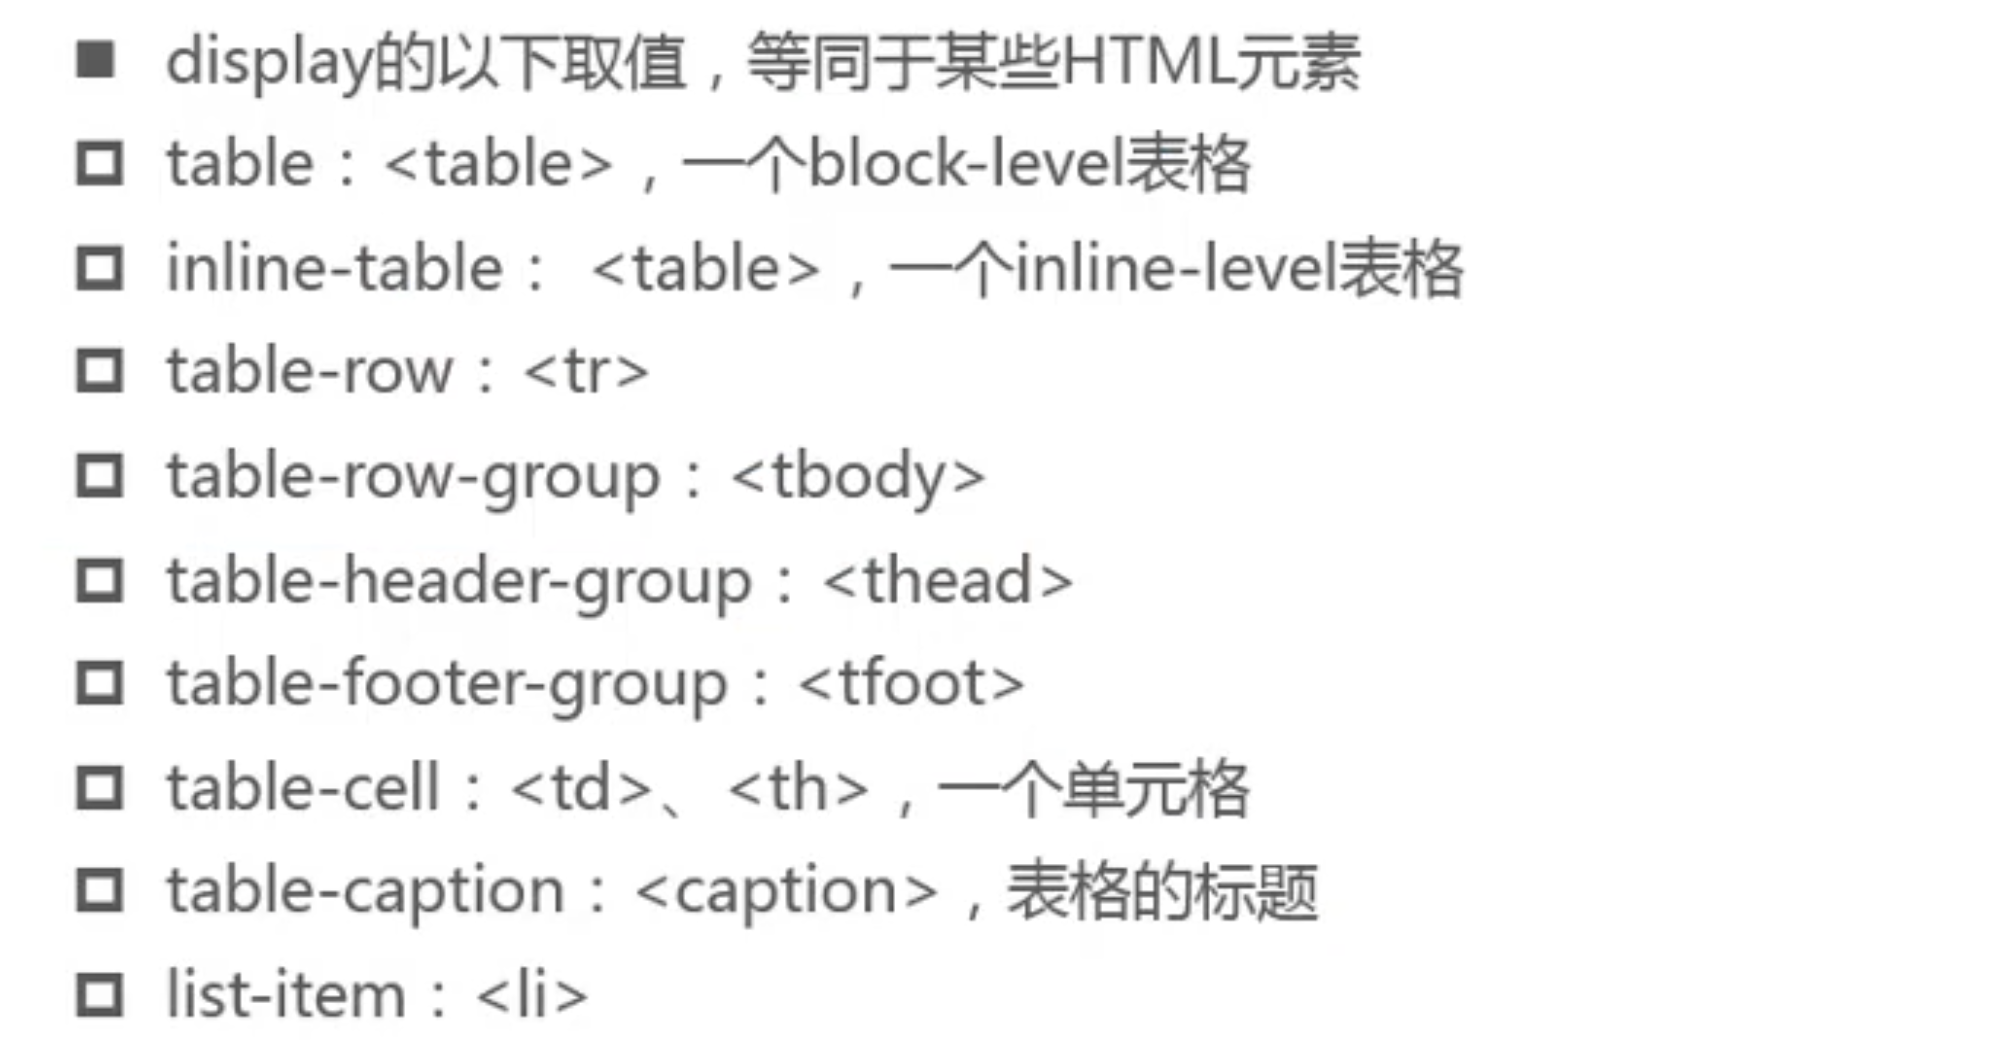 display的以下取值，等同于某些HTML元素
table：<table>，一个block-level表格
inline-table： <table>，一个inline-level表格
table-row：<tr>
table-row-group：<tbody>
table-header-group：<thead>
table-footer-group：<tfoot>
table-cell：<td>、<th>，一个单元格
table-caption：<caption>，表格的标题
list-item：<li>